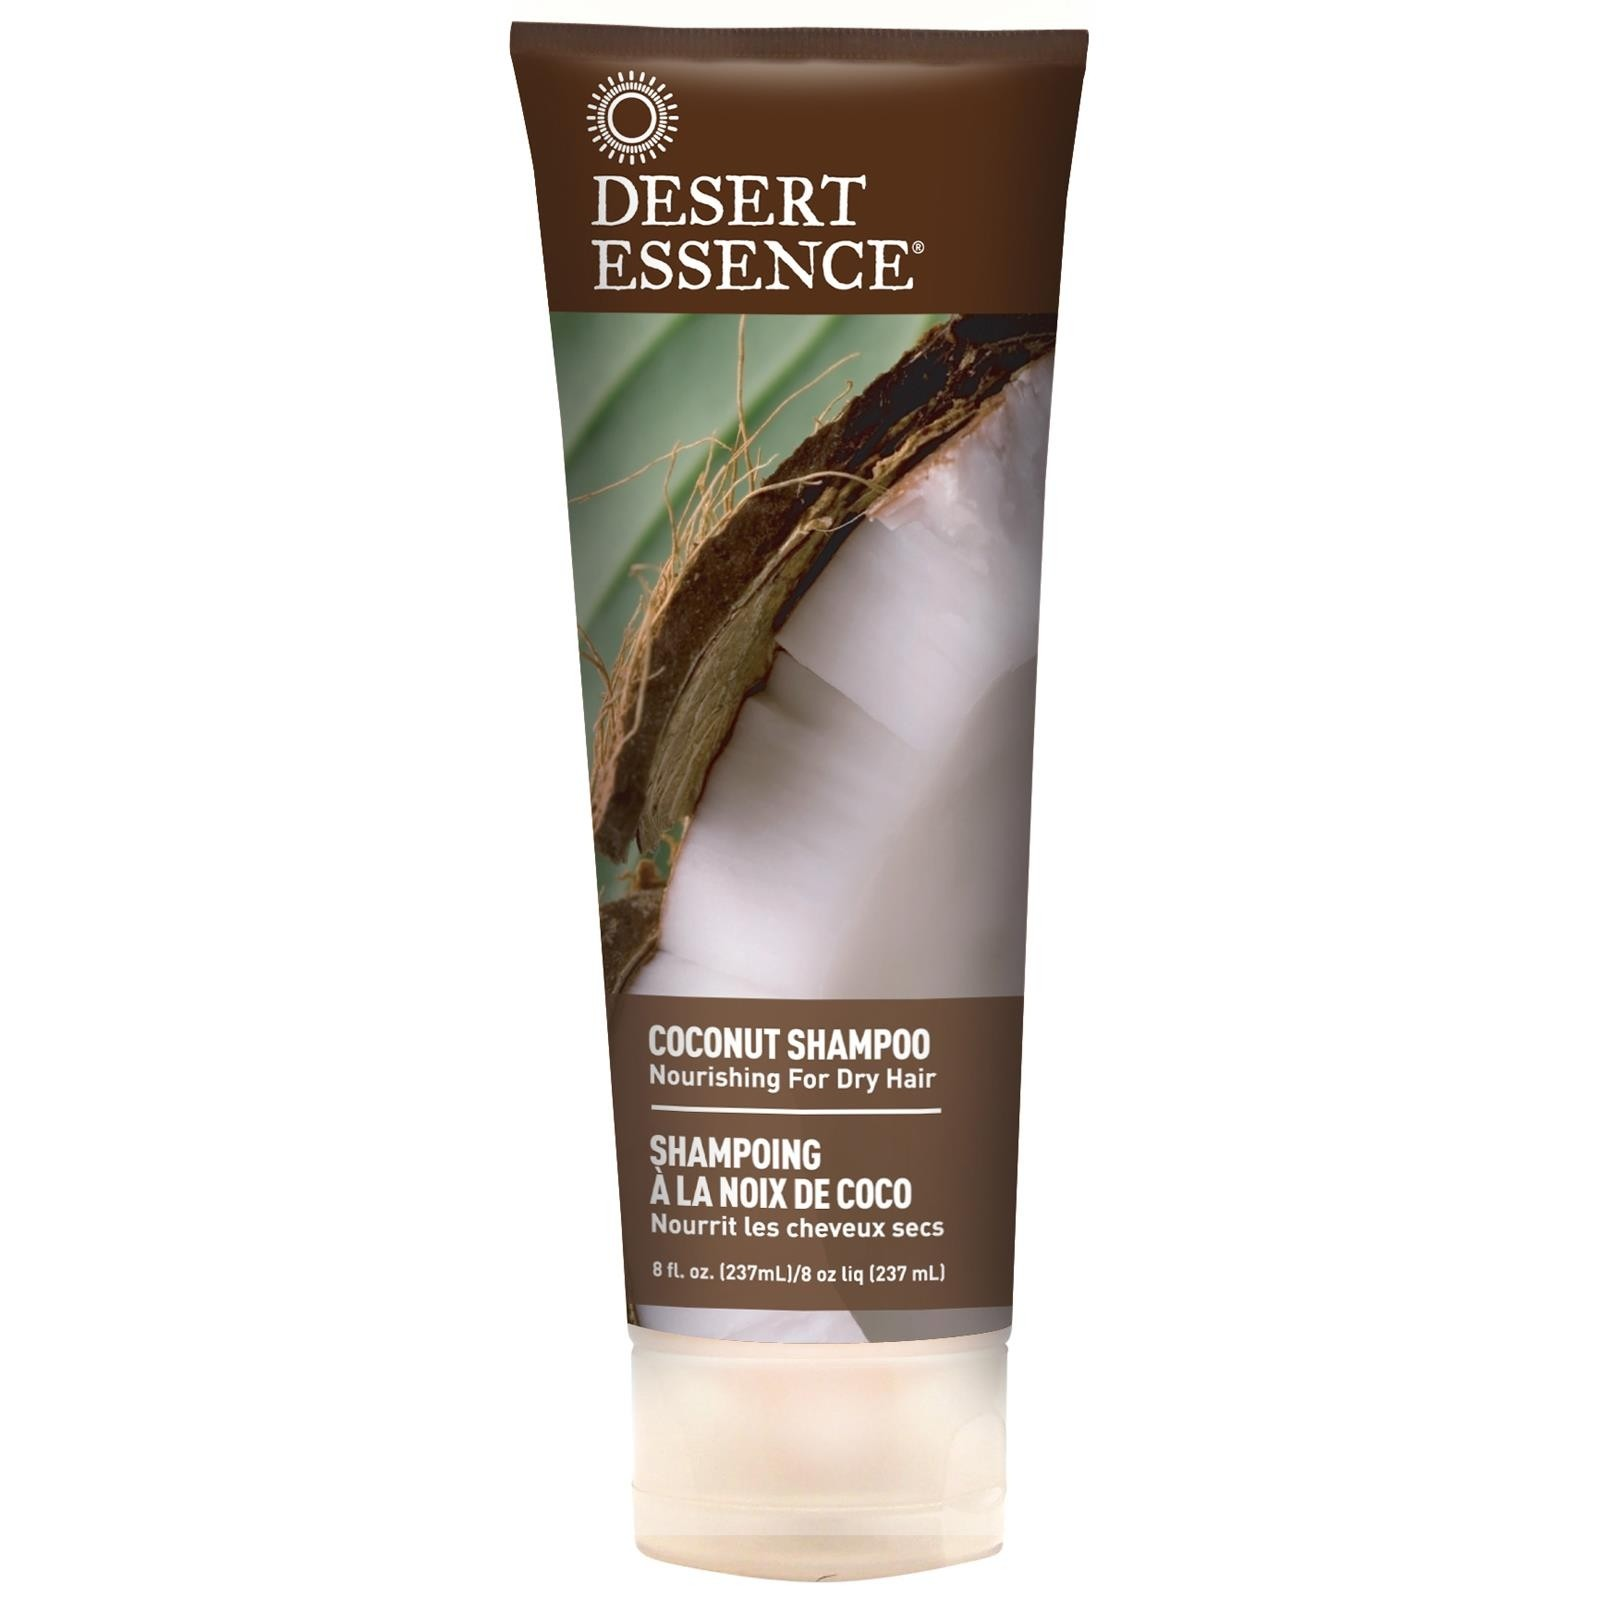 DESERT
ESSENCE®
COCONUT SHAMPOO
Nourishing For Dry Hair
SHAMPOING
À LA NOIX DE COCO
Nourrit les cheveux secs
8 fl. oz. (237mL)/8 oz liq (237 mL)